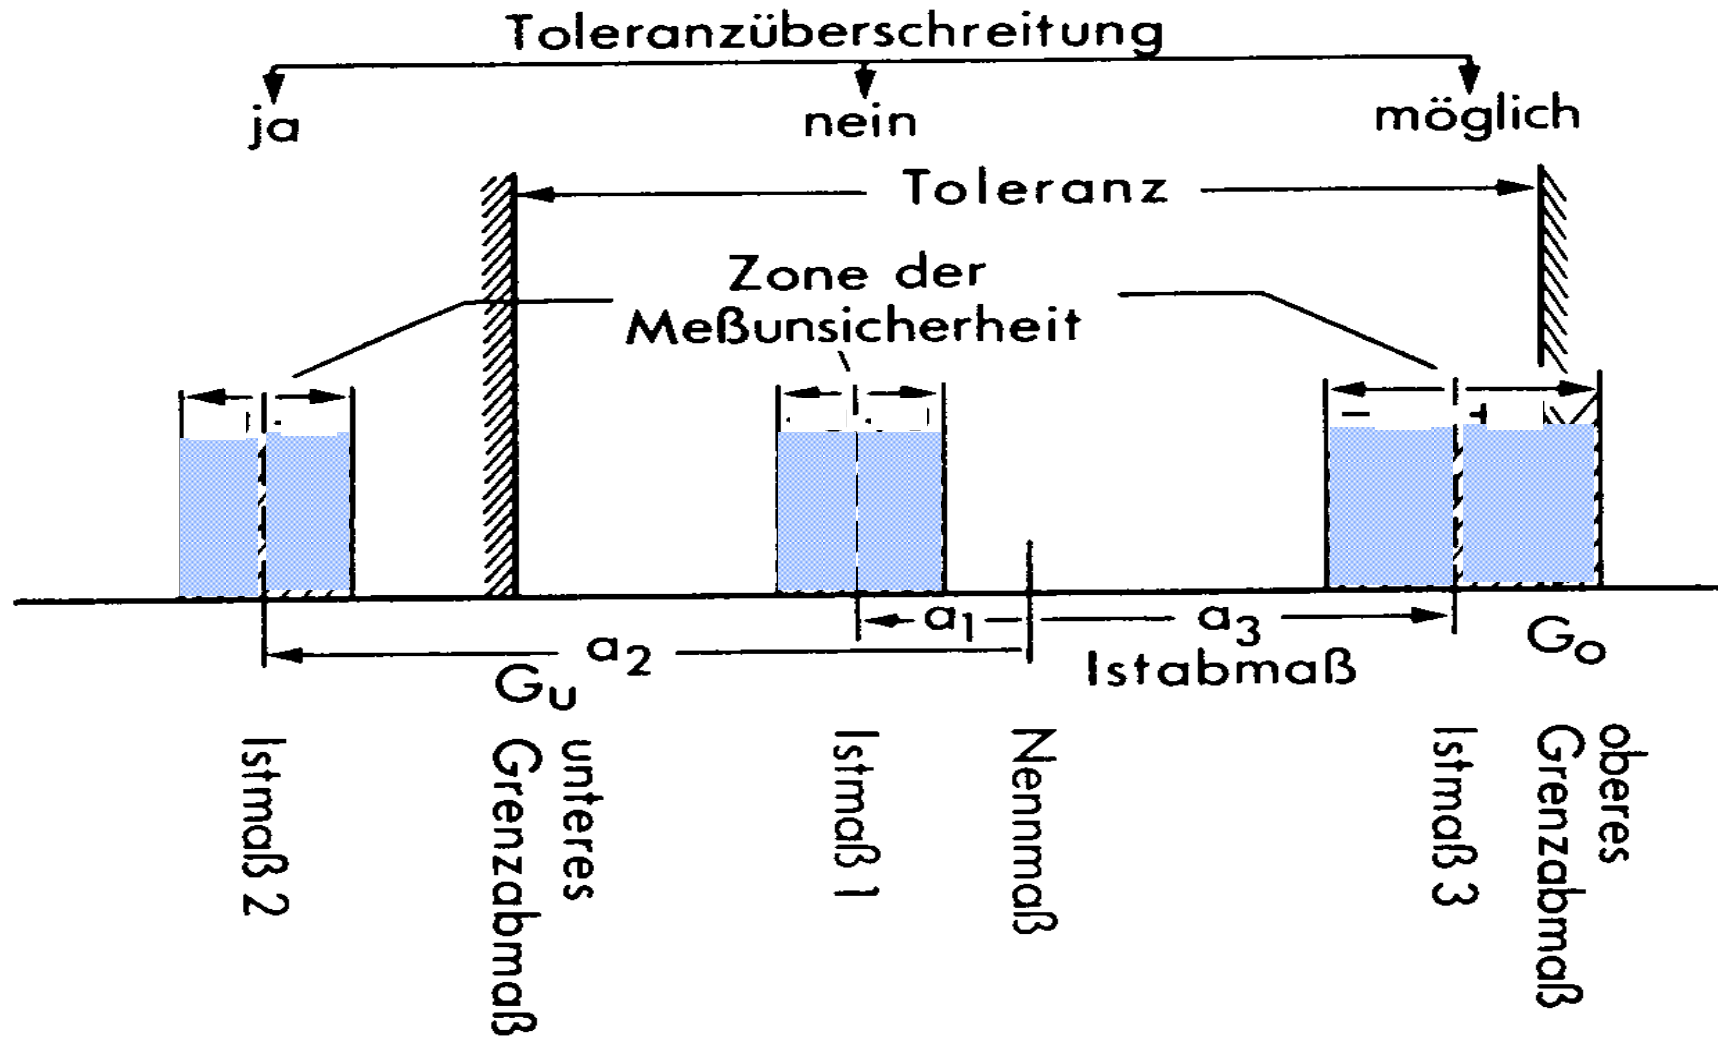 Toleranzüberschreitung
ja
nein
möglich
Toleranz
Zone der
Meßunsicherheit
- +
a1
a3
a2
Istabmaß
GU
GO
Istmaß 2
unteres
Grenzabmaß
Istmaß 1
Nennmaß
Istmaß 3
oberes
Grenzabmaß